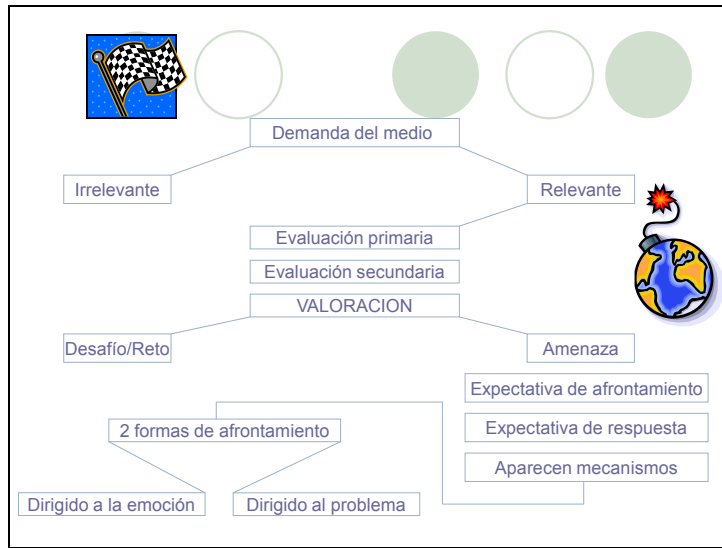 Demanda del medio
Irrelevante
Relevante
Evaluación primaria
Evaluación secundaria
VALORACION
Desafío/Reto
Amenaza
Expectativa de afrontamiento
2 formas de afrontamiento
Expectativa de respuesta
Aparecen mecanismos
Dirigido a la emoción
Dirigido al problema